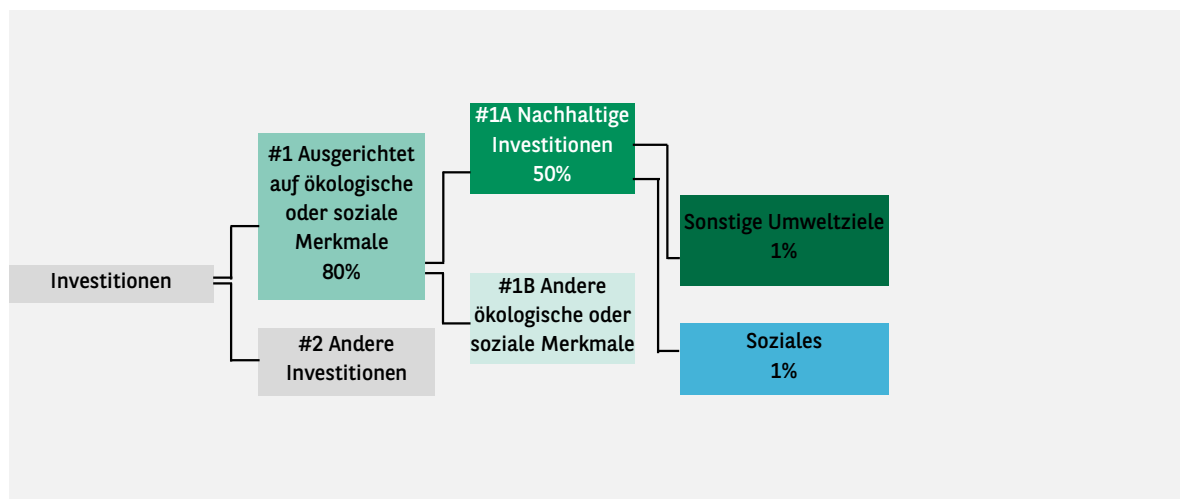 Investitionen
#1 Ausgerichtet
auf ökologische
oder soziale
Merkmale
80%
#2 Andere
Investitionen
#1A Nachhaltige
Investitionen
50%
#1B Andere
ökologische oder
soziale Merkmale
Sonstige Umweltziele
1%
Soziales
1%